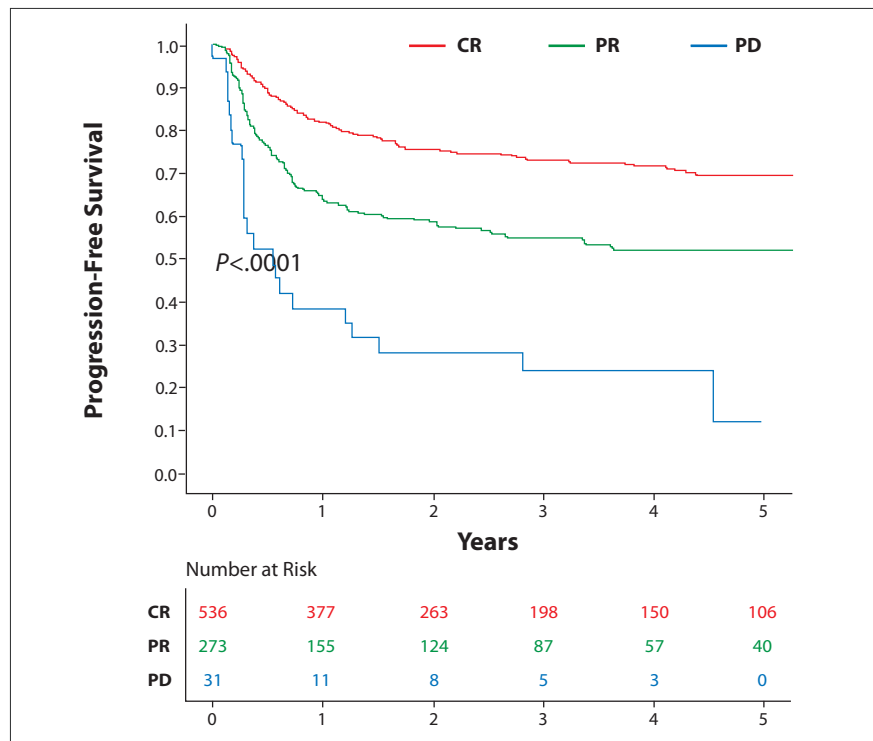 CR PR PD
1.0
0.9
0.8
0.7
0.6
0.5
0.4
0.3
0.2
0.1
0.0
Progression-Free Survival
P<.0001
0 1 2 3 4 5
Years
Number at Risk
CR 536 377 263 198 150 106
PR 273 155 124 87 57 40
PD 31 11 8 5 3 0
0 1 2 3 4 5